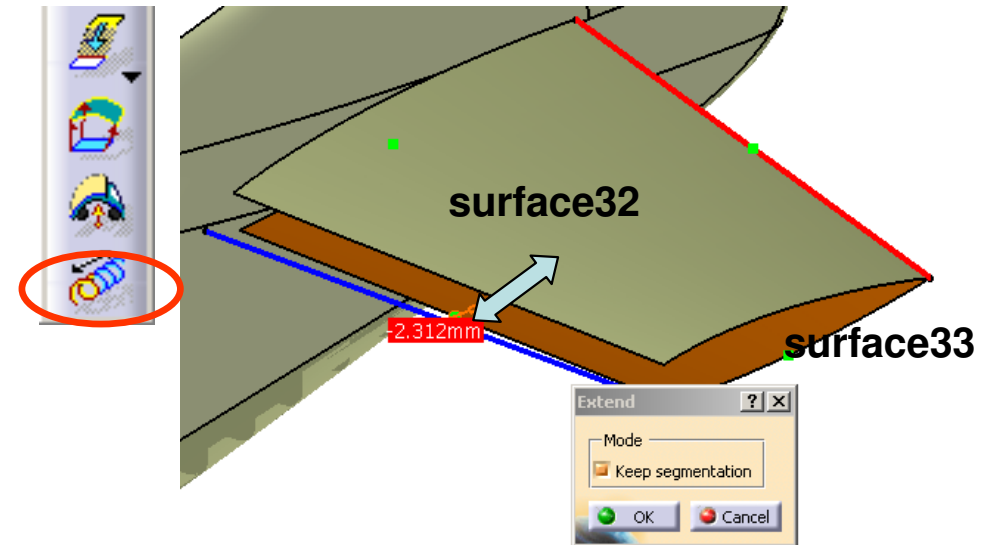 surface32
-2.312mm
surface33
Extend ? ×
Mode
Keep segmentation
OK Cancel